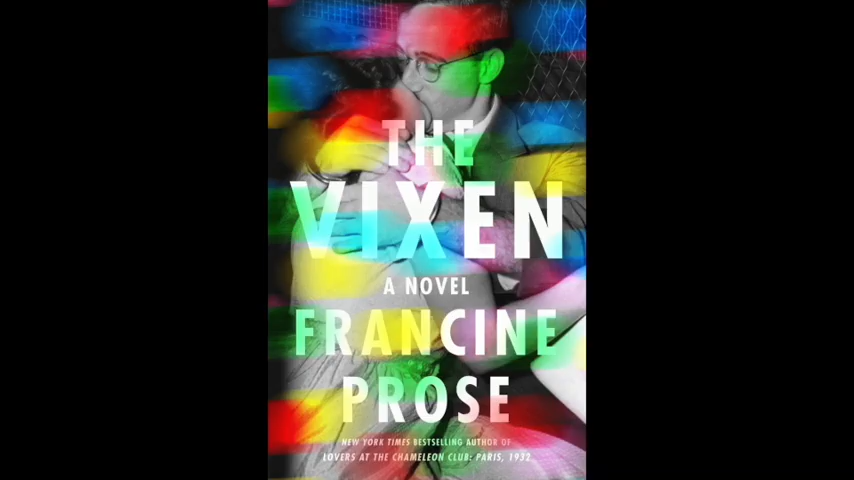 THE
VIXEN
A NOVEL
FRANCINE
PROSE
NEW YORK TIMES BESTSELLING AUTHOR OF
LOVERS AT THE CHAMELEON CLUB: PARIS, 1932